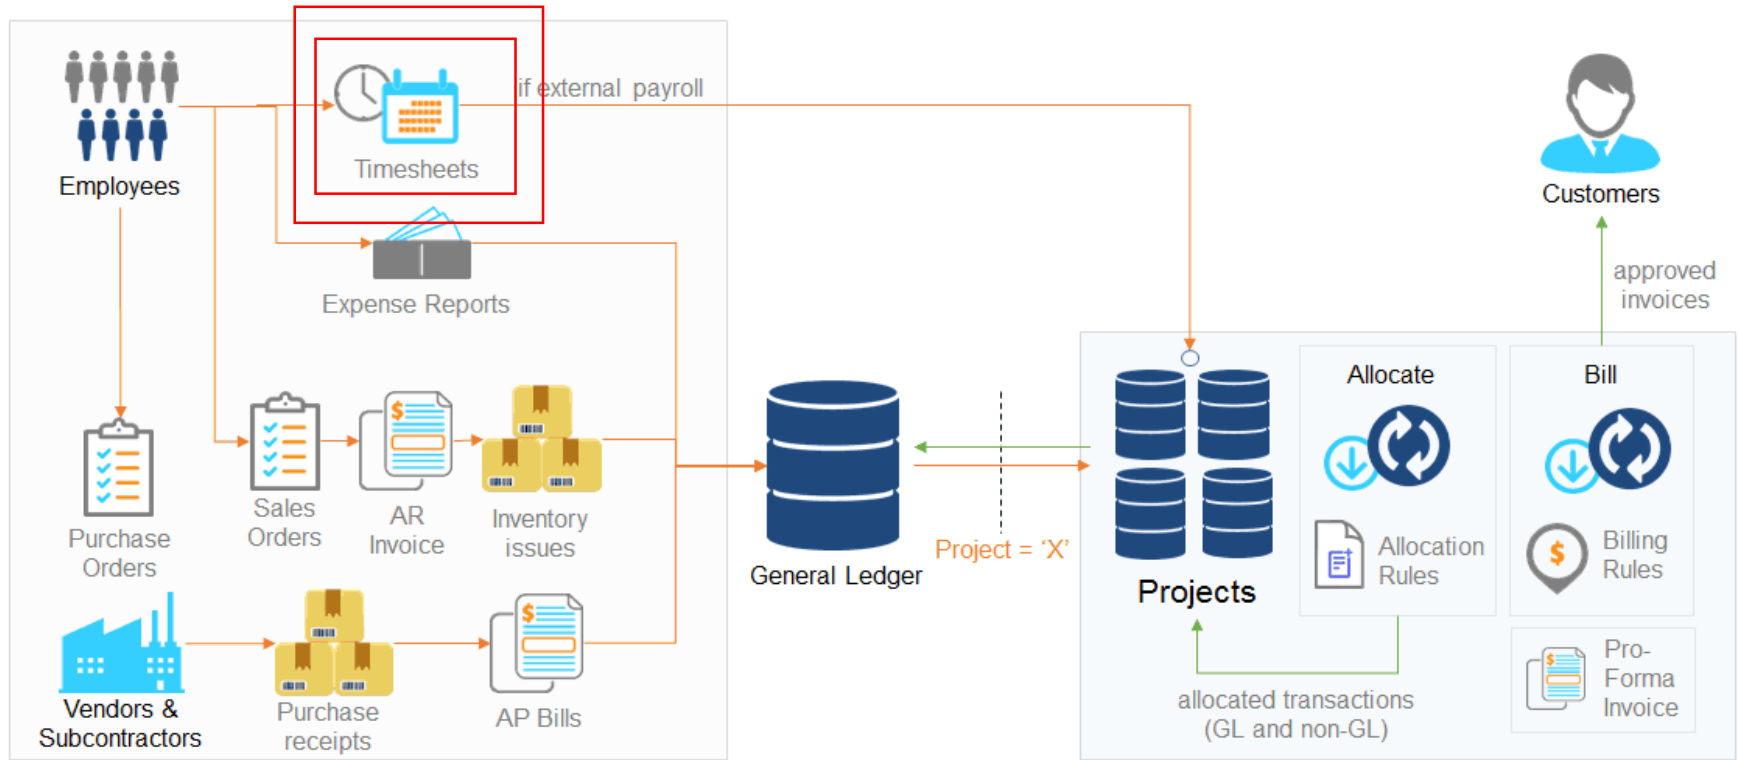 if external payroll
Timesheets
Employees
Customers
approved
invoices
Expense Reports
Allocate
Bill
Sales
Orders
AR
Invoice
Inventory
issues
Purchase
Orders
General Ledger
Project = ‘X’
Projects
Allocation
Rules
Billing
Rules
Vendors &
Subcontractors
Purchase
receipts
AP Bills
allocated transactions
(GL and non-GL)
Pro-
Forma
Invoice